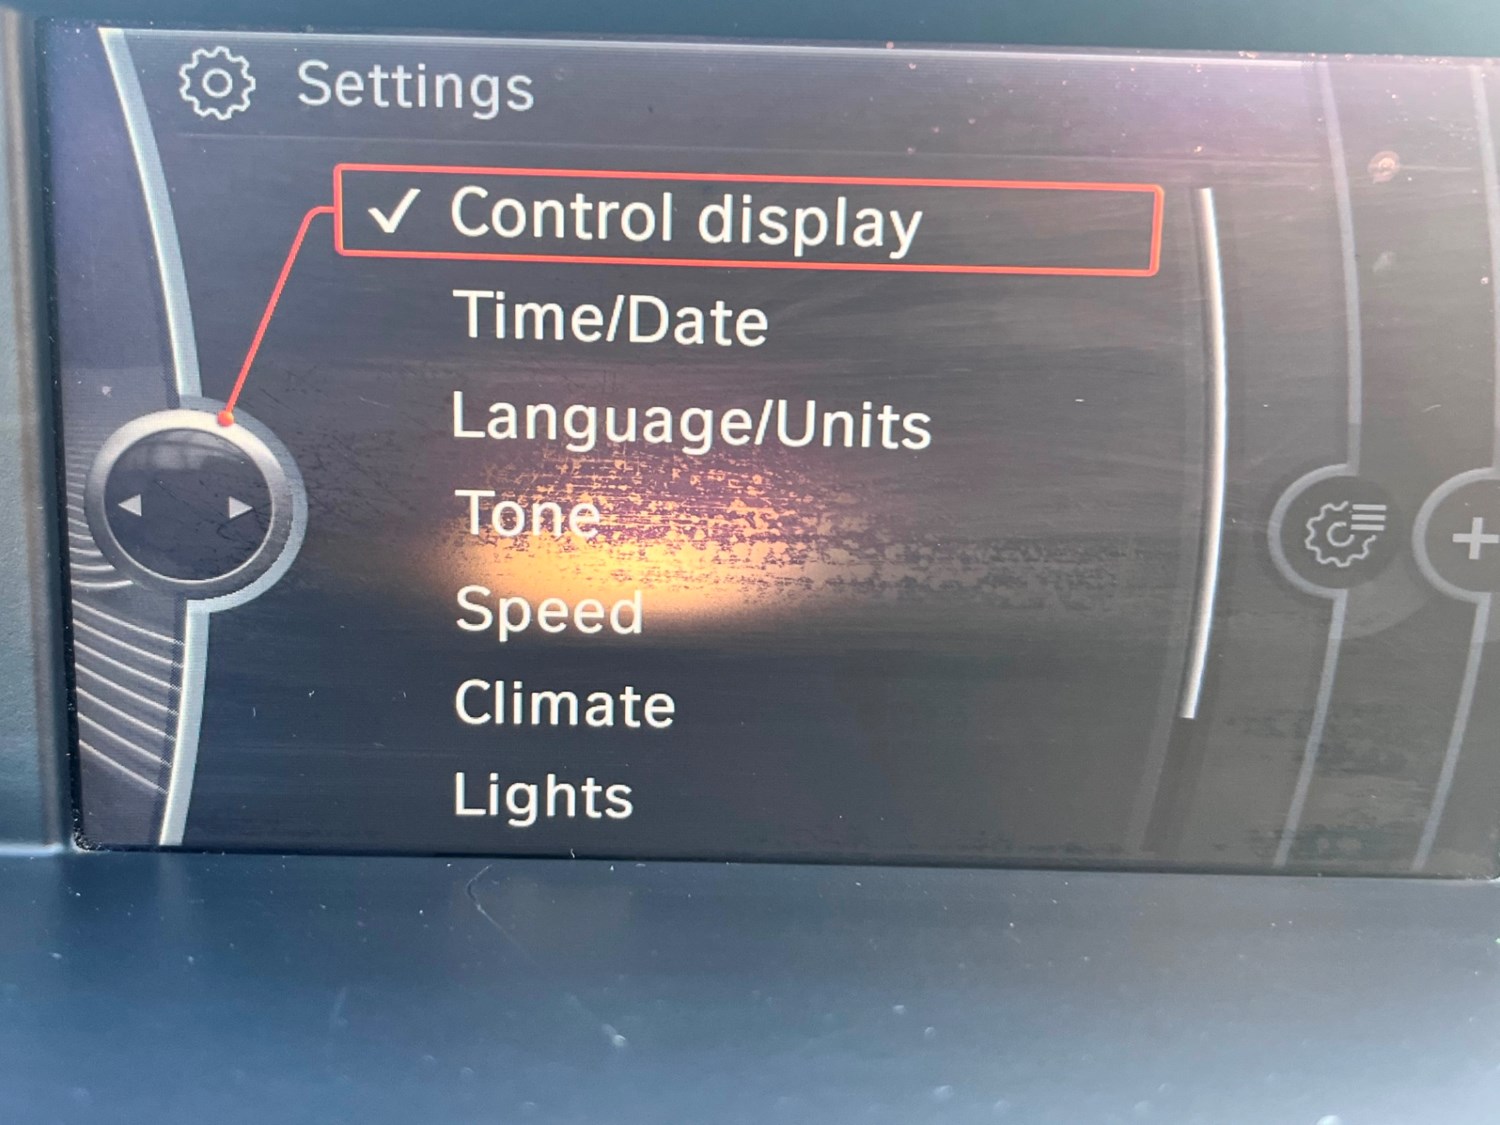 Settings
✓ Control display
Time/Date
Language/Units
Tone
Speed
Climate
Lights